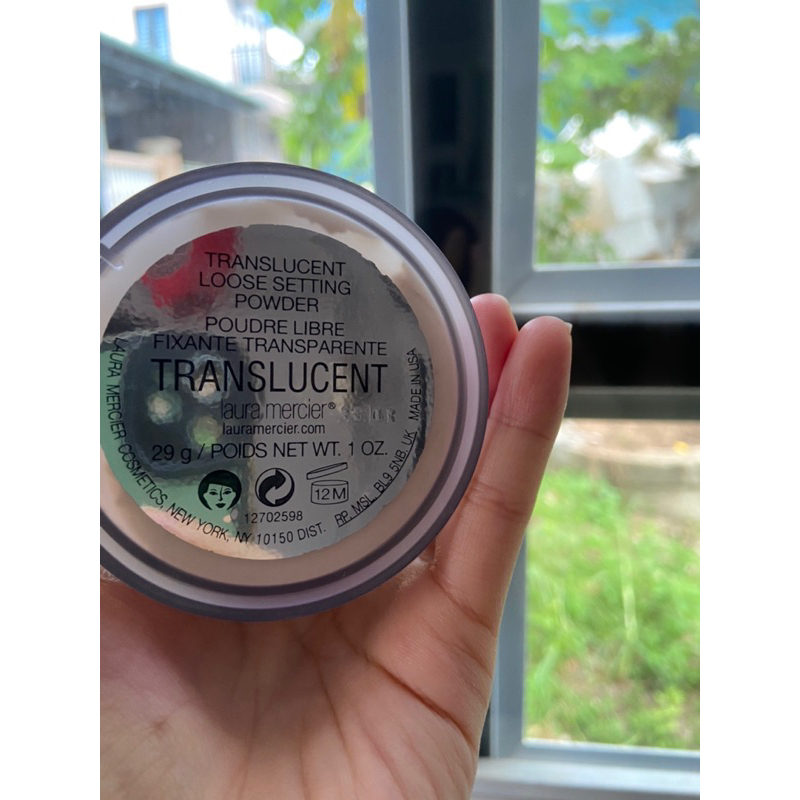 TRANSLUCENT
LOOSE SETTING
POWDER
POUDRE LIBRE
FIXANTE TRANSPARENTE
TRANSLUCENT
laura mercier®
lauramercier.com
29 g / POIDS NET WT. 1 OZ.
12M
12702598
LAURA MERCIER COSMETICS, NEW YORK, NY 10150 DIST. RP, MSL, BL9 5NB, UK MADE IN USA